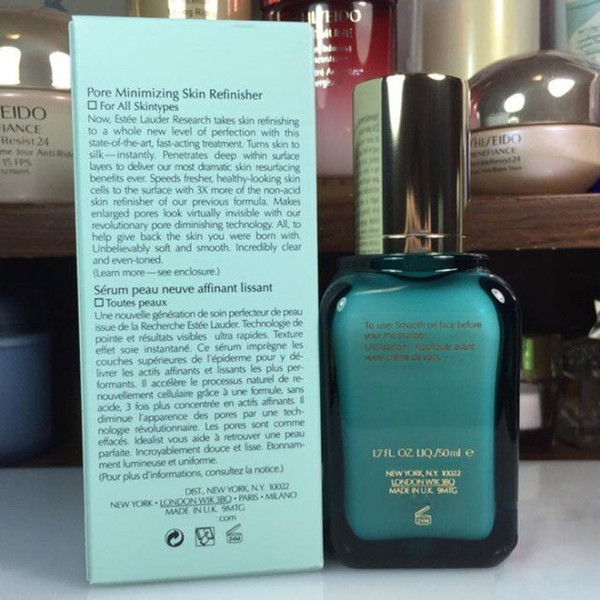 Pore Minimizing Skin Refinisher
☐ For All Skintypes
Now, Estée Lauder Research takes skin refinishing
to a whole new level of perfection with this
state-of-the-art, fast-acting treatment. Turns skin to
silk—instantly. Penetrates deep within surface
layers to deliver our most dramatic skin resurfacing
benefits ever. Speeds fresher, healthy-looking skin
cells to the surface with 3X more of the non-acid
skin refinisher of our previous formula. Makes
enlarged pores look virtually invisible with our
revolutionary pore diminishing technology. All, to
help give back the skin you were born with.
Unbelievably soft and smooth. Incredibly clear
and even-toned.
(Learn more—see enclosure.)
Sérum peau neuve affinant lissant
☐ Toutes peaux
Une nouvelle génération de soin perfecteur de peau
issue de la Recherche Estée Lauder. Technologie de
pointe et résultats visibles ultra rapides. Texture
effet soie instantané. Ce sérum imprègne les
couches supérieures de l'épiderme pour y dé-
livrer les actifs affinants et lissants les plus per-
formants. Il accélère le processus naturel de re-
nouvellement cellulaire grâce à une formule, sans
acide, 3 fois plus concentrée en actifs affinants. Il
diminue l'apparence des pores par une tech-
nologie révolutionnaire. Les pores sont comme
effacés. Idealist vous aide à retrouver une peau
parfaite. Incroyablement douce et lisse. Etonnam-
ment lumineuse et uniforme.
(Pour plus d'informations, consultez la notice.)
DIST. NEW YORK, N.Y. 10022
NEW YORK • LONDON W1K 3BQ • PARIS • MILANO
MADE IN U.K. 9MTG
.com
24M
To use: Smooth on face before
your moisturizer.
Utilisation: Appliquer avant
votre crème de soin.
1.7 FL. OZ. LIQ./50 ml e
NEW YORK, N.Y. 10022
LONDON W1K 3BQ
MADE IN U.K. 9MTG
24M
SHISEIDO
SHISEIDO
BENEFIANCE